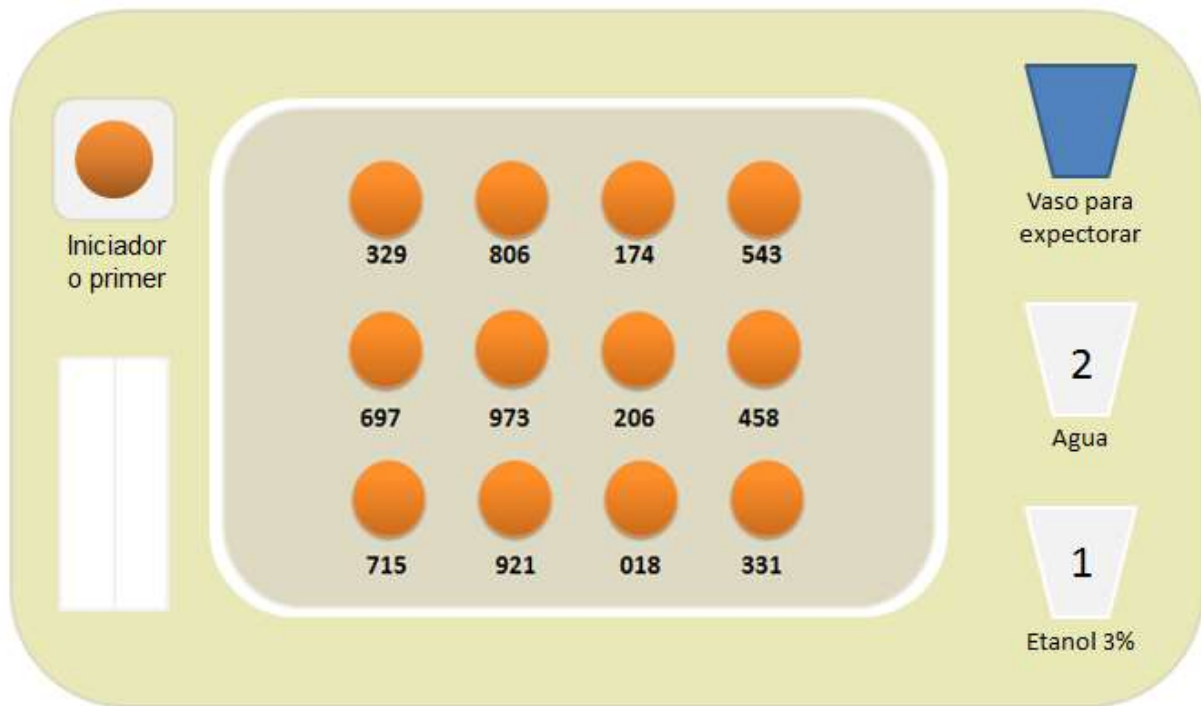 Iniciador
o primer
329 806 174 543
697 973 206 458
715 921 018 331
Vaso para
expectorar
2
Agua
1
Etanol 3%